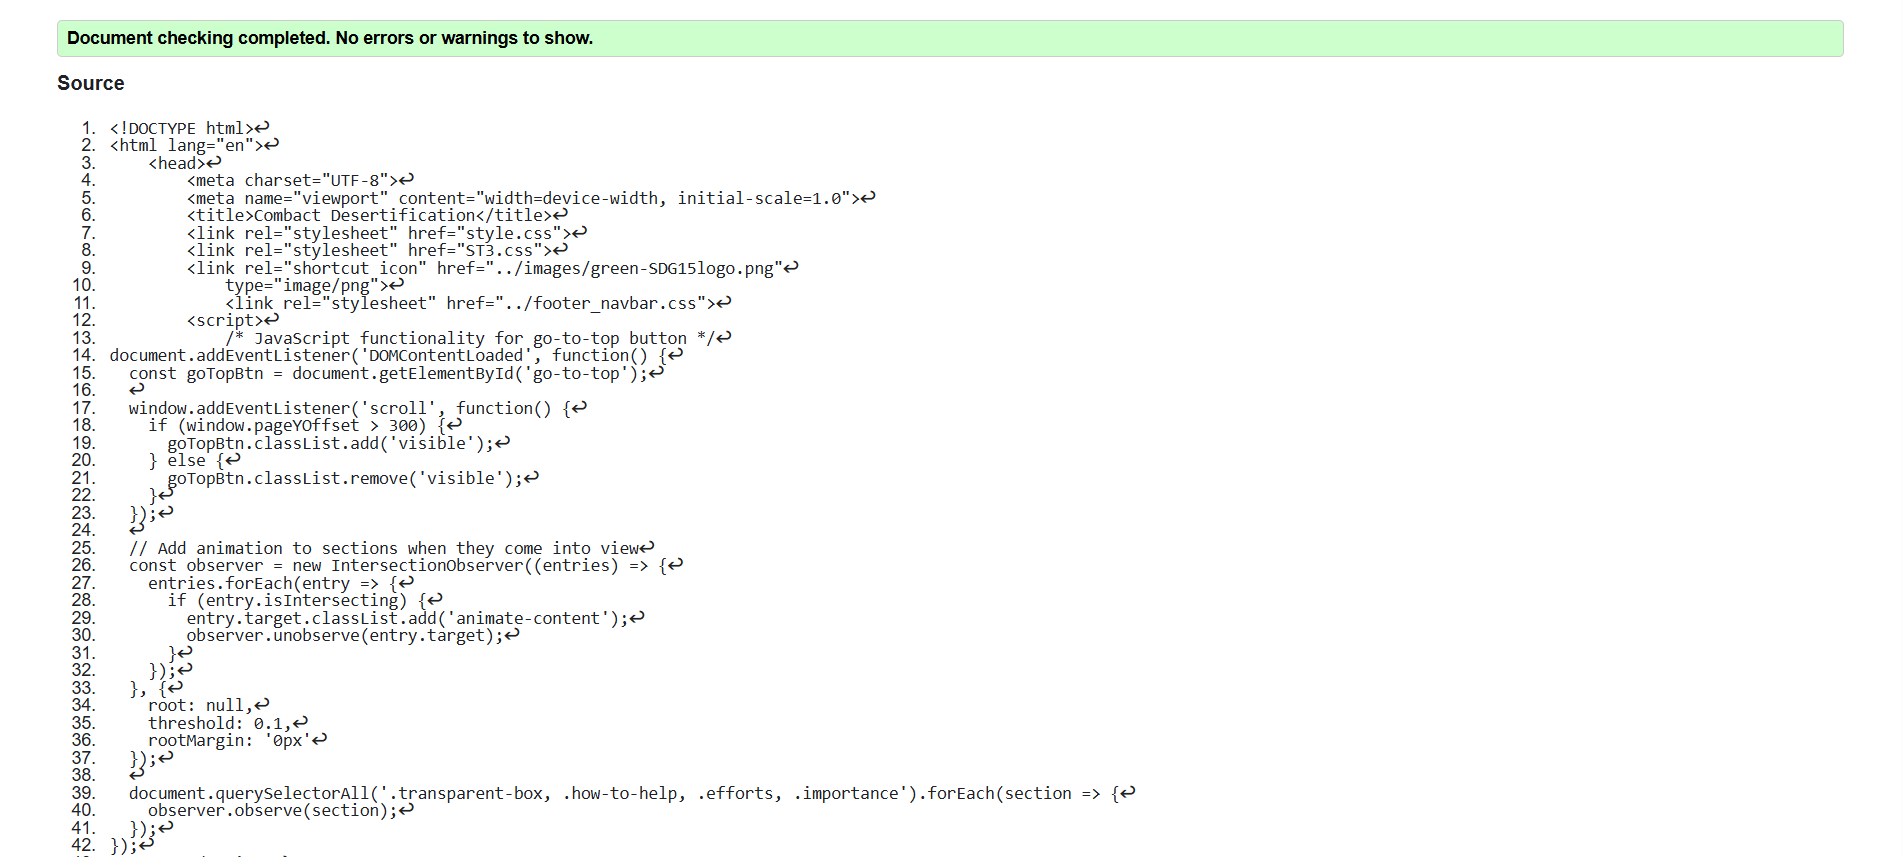 Document checking completed. No errors or warnings to show.
Source
1. <!DOCTYPE html>↩
2. <html lang="en">↩
3.     <head>↩
4.         <meta charset="UTF-8">↩
5.         <meta name="viewport" content="width=device-width, initial-scale=1.0">↩
6.         <title>Combact Desertification</title>↩
7.         <link rel="stylesheet" href="style.css">↩
8.         <link rel="stylesheet" href="ST3.css">↩
9.         <link rel="shortcut icon" href="../images/green-SDG15logo.png"↩
10.             type="image/png">↩
11.             <link rel="stylesheet" href="../footer_navbar.css">↩
12.         <script>↩
13.             /* JavaScript functionality for go-to-top button */↩
14. document.addEventListener('DOMContentLoaded', function() {↩
15.   const goTopBtn = document.getElementById('go-to-top');↩
16.   ↩
17.   window.addEventListener('scroll', function() {↩
18.     if (window.pageYOffset > 300) {↩
19.       goTopBtn.classList.add('visible');↩
20.     } else {↩
21.       goTopBtn.classList.remove('visible');↩
22.     }↩
23.   });↩
24.   ↩
25.   // Add animation to sections when they come into view↩
26.   const observer = new IntersectionObserver((entries) => {↩
27.     entries.forEach(entry => {↩
28.       if (entry.isIntersecting) {↩
29.         entry.target.classList.add('animate-content');↩
30.         observer.unobserve(entry.target);↩
31.       }↩
32.     });↩
33.   }, {↩
34.     root: null,↩
35.     threshold: 0.1,↩
36.     rootMargin: '0px'↩
37.   });↩
38.   ↩
39.   document.querySelectorAll('.transparent-box, .how-to-help, .efforts, .importance').forEach(section => {↩
40.     observer.observe(section);↩
41.   });↩
42. });↩